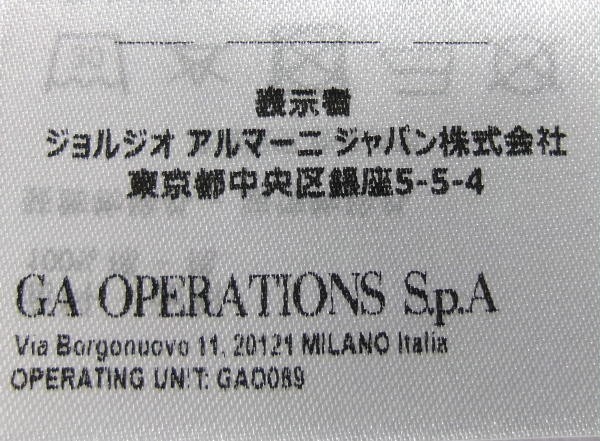 表示者
ジョルジオ アルマーニ ジャパン株式会社
東京都中央区銀座5-5-4
GA OPERATIONS S.p.A
Via Borgonuovo 11, 20121 MILANO Italia
OPERATING UNIT: GAO089